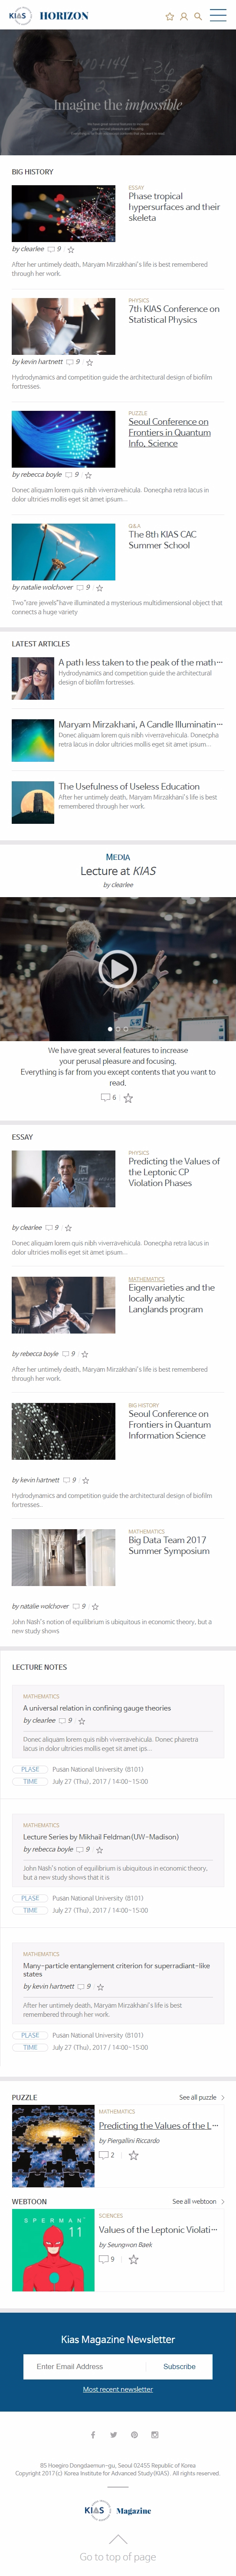 KIAS HORIZON
Imagine the impossible
BIG HISTORY
ESSAY
Phase tropical
hypersurfaces and their
skeleta
by clearlee 9
After her untimely death, Maryam Mirzakhani's life is best remembered
through her work.
PHYSICS
7th KIAS Conference on
Statistical Physics
by kevin hartnett 9
Hydrodynamics and competition guide the architectural design of biofilm
fortresses.
PUZZLE
Seoul Conference on
Frontiers in Quantum
Info, Science
by rebecca boyle 9
Donec aliquam lorem quis nibh viverravehicula. Donecpha retra lacus in
dolor ultricies mollis eget sit amet ipsum...
Q&A
The 8th KIAS CAC
Summer School
by natalie wolchover 9
Two "rare jewels" have illuminated a mysterious multidimensional object that
connects a huge variety
LATEST ARTICLES
A path less taken to the peak of the math···
Hydrodynamics and competition guide the architectural
design of biofilm fortresses.
Maryam Mirzakhani, A Candle Illuminatin···
Donec aliquam lorem quis nibh viverravehicula. Donecpha
retra lacus in dolor ultricies mollis eget sit amet ipsum...
The Usefulness of Useless Education
After her untimely death, Maryam Mirzakhani's life is best
remembered through her work.
MEDIA
Lecture at KIAS
by clearlee
We have great several features to increase
your perusal pleasure and focusing.
Everything is far from you except contents that you want to
read.
6
ESSAY
PHYSICS
Predicting the Values of
the Leptonic CP
Violation Phases
by clearlee 9
Donec aliquam lorem quis nibh viverravehicula. Donecpha retra lacus in
dolor ultricies mollis eget sit amet ipsum...
MATHEMATICS
Eigenvarieties and the
locally analytic
Langlands program
by rebecca boyle 9
After her untimely death, Maryam Mirzakhani's life is best remembered
through her work.
BIG HISTORY
Seoul Conference on
Frontiers in Quantum
Information Science
by kevin hartnett 9
Hydrodynamics and competition guide the architectural design of biofilm
fortresses.
MATHEMATICS
Big Data Team 2017
Summer Symposium
by natalie wolchover 9
John Nash's notion of equilibrium is ubiquitous in economic theory, but a
new study shows
LECTURE NOTES
MATHEMATICS
A universal relation in confining gauge theories
by clearlee 9
Donec aliquam lorem quis nibh viverravehicula. Donec pharetra
lacus in dolor ultricies mollis eget sit amet ips...
PLASE Pusan National University (8101)
TIME July 27 (Thu), 2017 / 14:00~15:00
MATHEMATICS
Lecture Series by Mikhail Feldman(UW-Madison)
by rebecca boyle 9
John Nash's notion of equilibrium is ubiquitous in economic theory,
but a new study shows that it is
PLASE Pusan National University (8101)
TIME July 27 (Thu), 2017 / 14:00~15:00
MATHEMATICS
Many-particle entanglement criterion for superradiant-like
states
by kevin hartnett 9
After her untimely death, Maryam Mirzakhani's life is best
remembered through her work.
PLASE Pusan National University (8101)
TIME July 27 (Thu), 2017 / 14:00~15:00
PUZZLE See all puzzle
MATHEMATICS
Predicting the Values of the L···
by Piergallini Riccardo
2
WEBTOON See all webtoon
SPERMAN
11
SCIENCES
Values of the Leptonic Violati···
by Seungwon Baek
9
Kias Magazine Newsletter
Enter Email Address Subscribe
Most recent newsletter
85 Hoegiro Dongdaemun-gu, Seoul 02455 Republic of Korea
Copyright 2017(c) Korea Institute for Advanced Study(KIAS). All rights reserved.
KIAS Magazine
Go to top of page